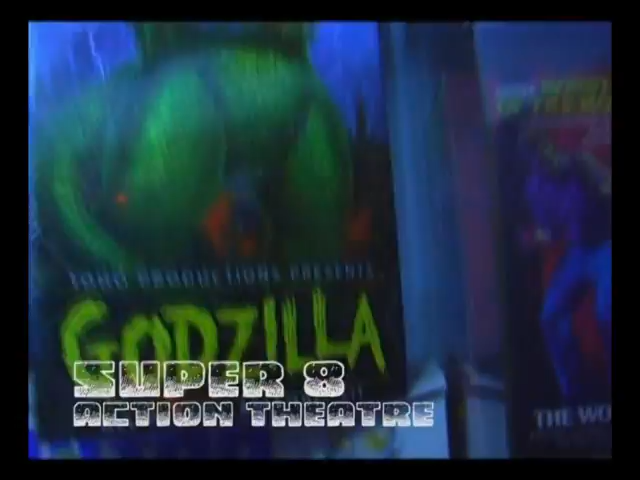 TOHO PRODUCTIONS PRESENTS
GODZILLA
SUPER 8
ACTION THEATRE
THE WO